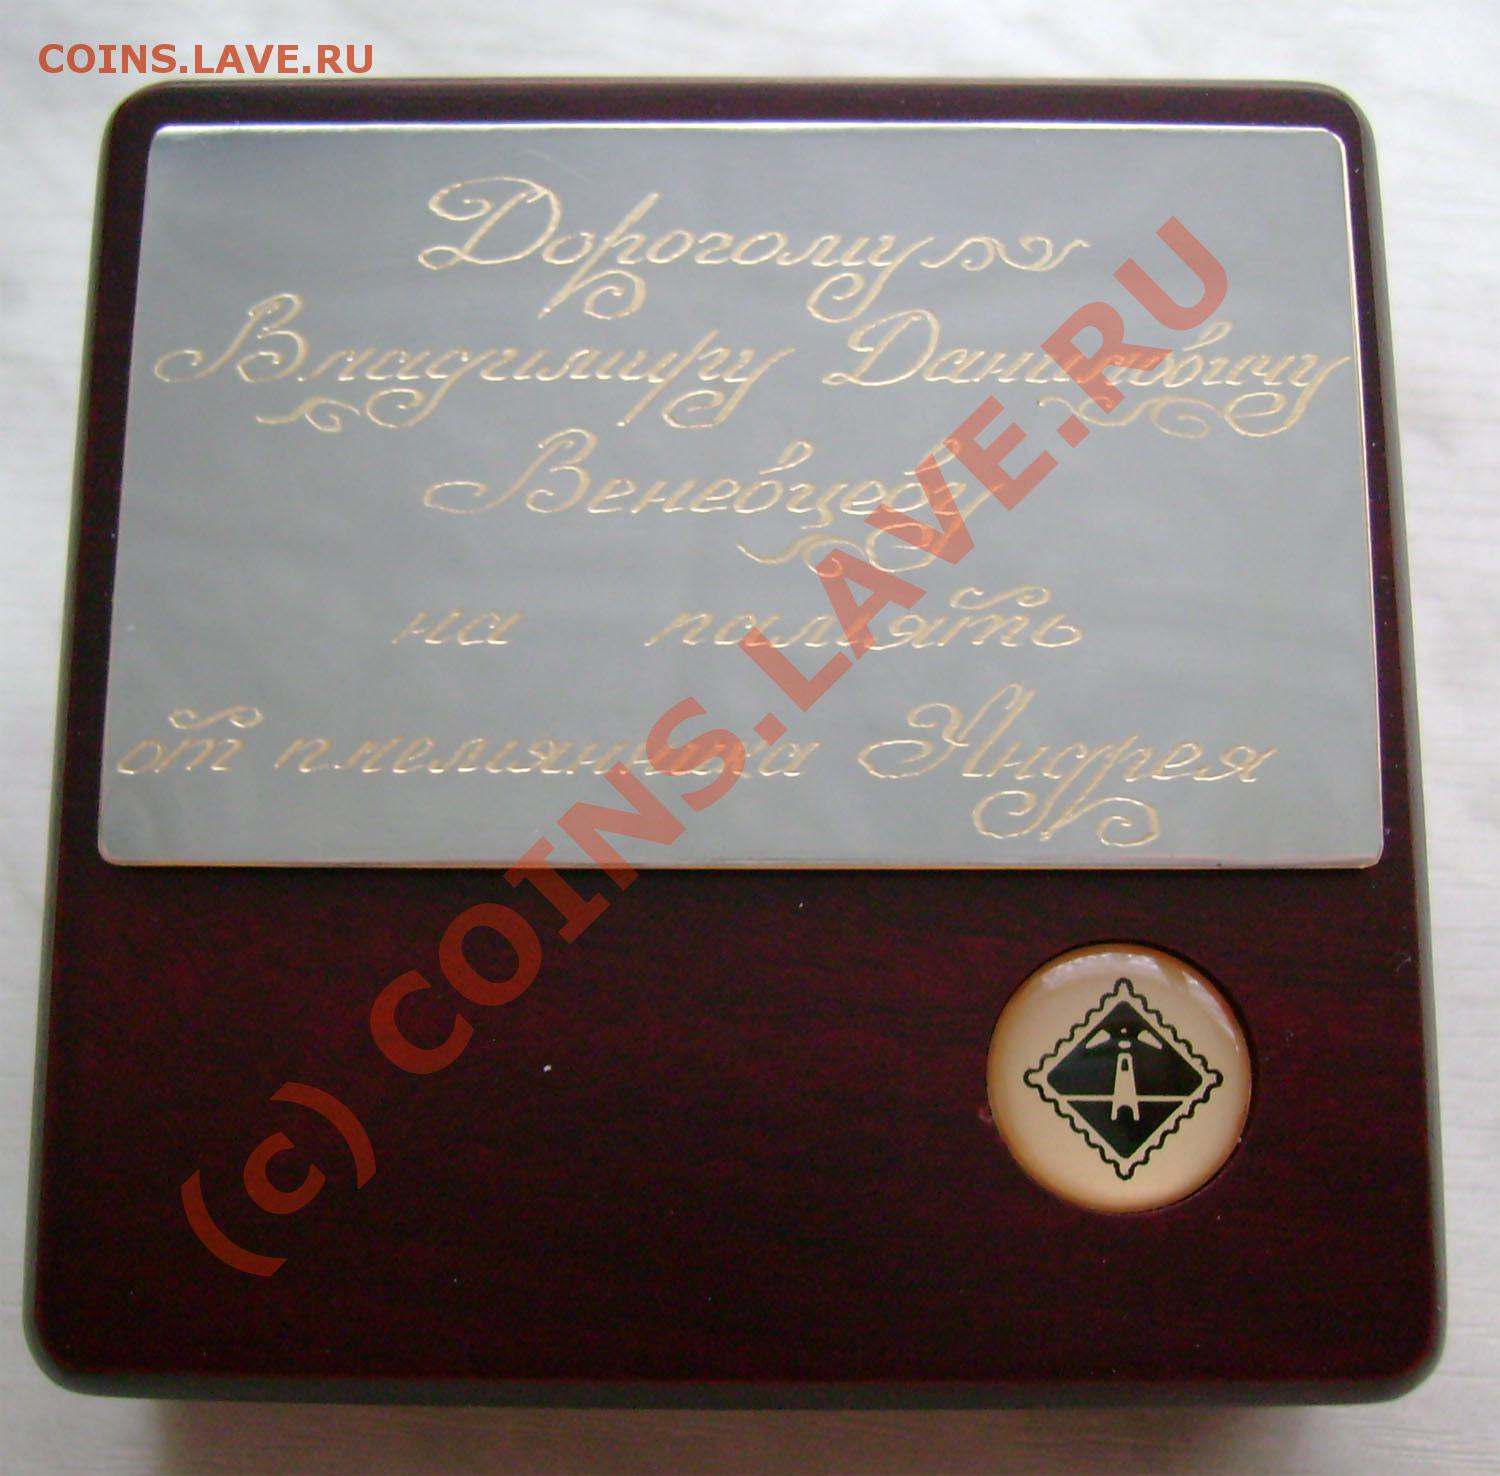 COINS.LAVE.RU
Дорогому
Владимиру Даниловичу
Веневцеву
на память
от племянника Андрея
(c) COINS.LAVE.RU